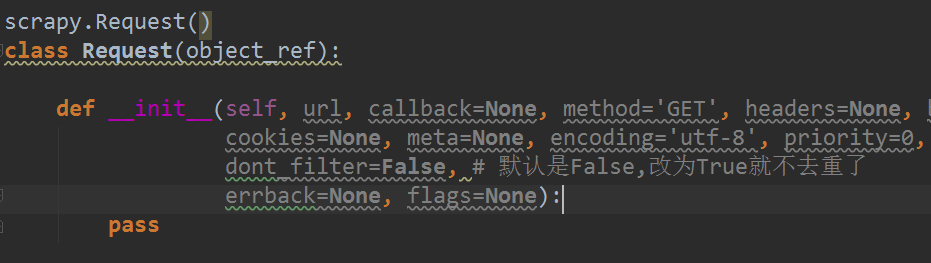 scrapy.Request()
class Request(object_ref):
def __init__(self, url, callback=None, method='GET', headers=None,
cookies=None, meta=None, encoding='utf-8', priority=0,
dont_filter=False, # 默认是False,改为True就不去重了
errback=None, flags=None):
pass